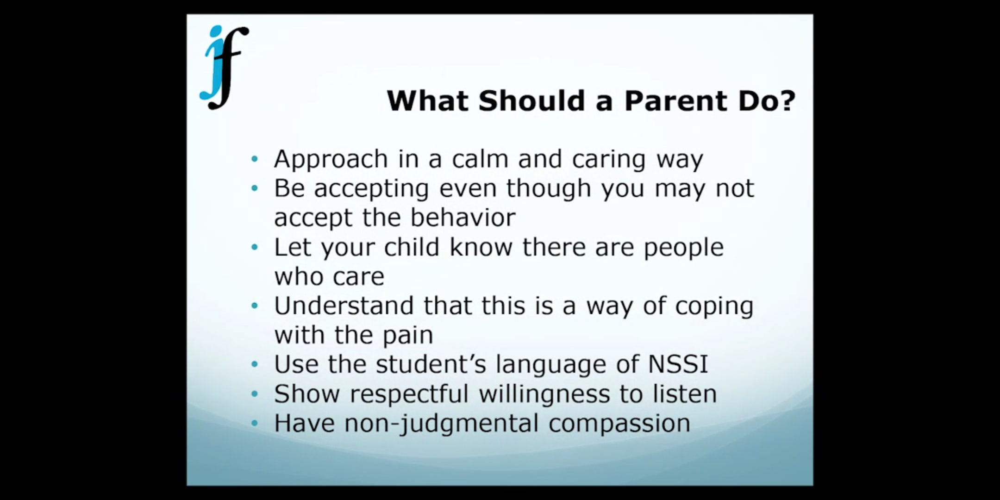 jf
What Should a Parent Do?
• Approach in a calm and caring way
• Be accepting even though you may not
accept the behavior
• Let your child know there are people
who care
• Understand that this is a way of coping
with the pain
• Use the student’s language of NSSI
• Show respectful willingness to listen
• Have non-judgmental compassion